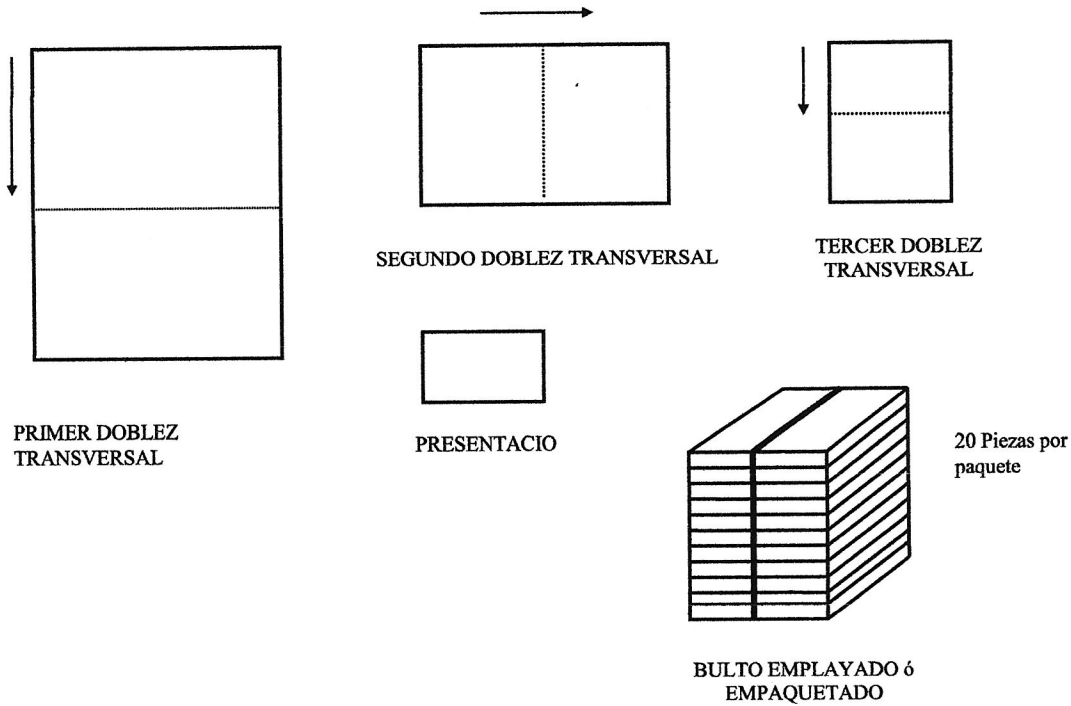 SEGUNDO DOBLEZ TRANSVERSAL
TERCER DOBLEZ
TRANSVERSAL
PRIMER DOBLEZ
TRANSVERSAL
PRESENTACIO
20 Piezas por
paquete
BULTO EMPLAYADO ó
EMPAQUETADO